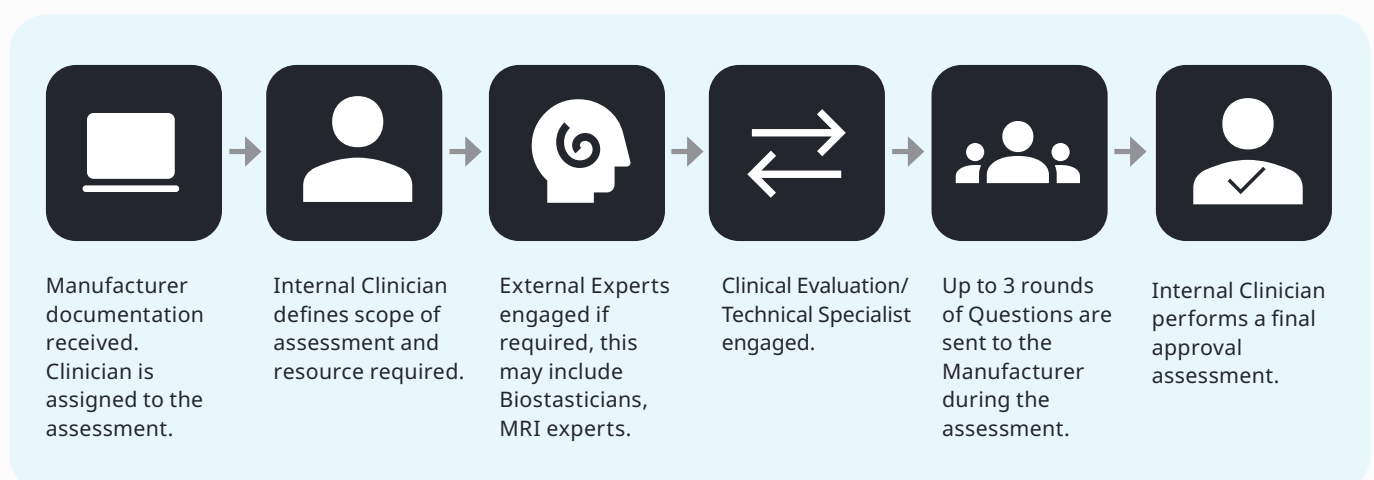 Manufacturer
documentation
received.
Clinician is
assigned to the
assessment.
Internal Clinician
defines scope of
assessment and
resource required.
External Experts
engaged if
required, this
may include
Biostasticians,
MRI experts.
Clinical Evaluation/
Technical Specialist
engaged.
Up to 3 rounds
of Questions are
sent to the
Manufacturer
during the
assessment.
Internal Clinician
performs a final
approval
assessment.